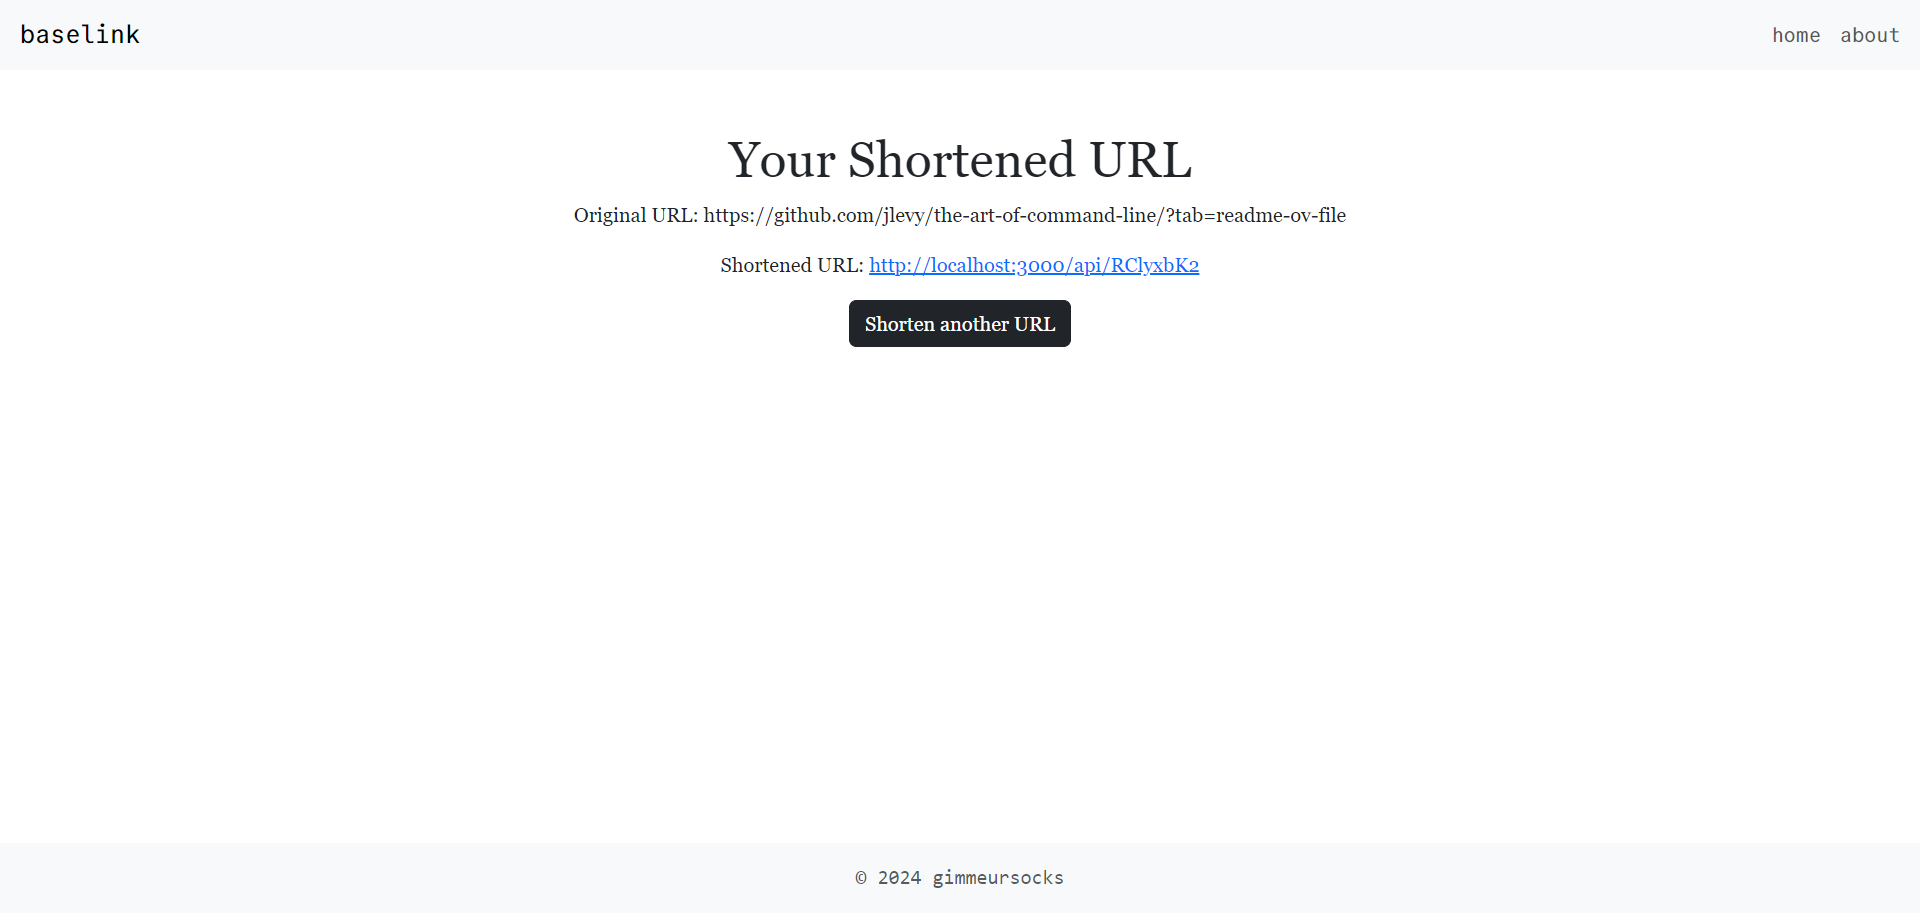 baselink
home about
Your Shortened URL
Original URL: https://github.com/jlevy/the-art-of-command-line/?tab=readme-ov-file
Shortened URL: http://localhost:3000/api/RClyxbK2
Shorten another URL
© 2024 gimmeursocks